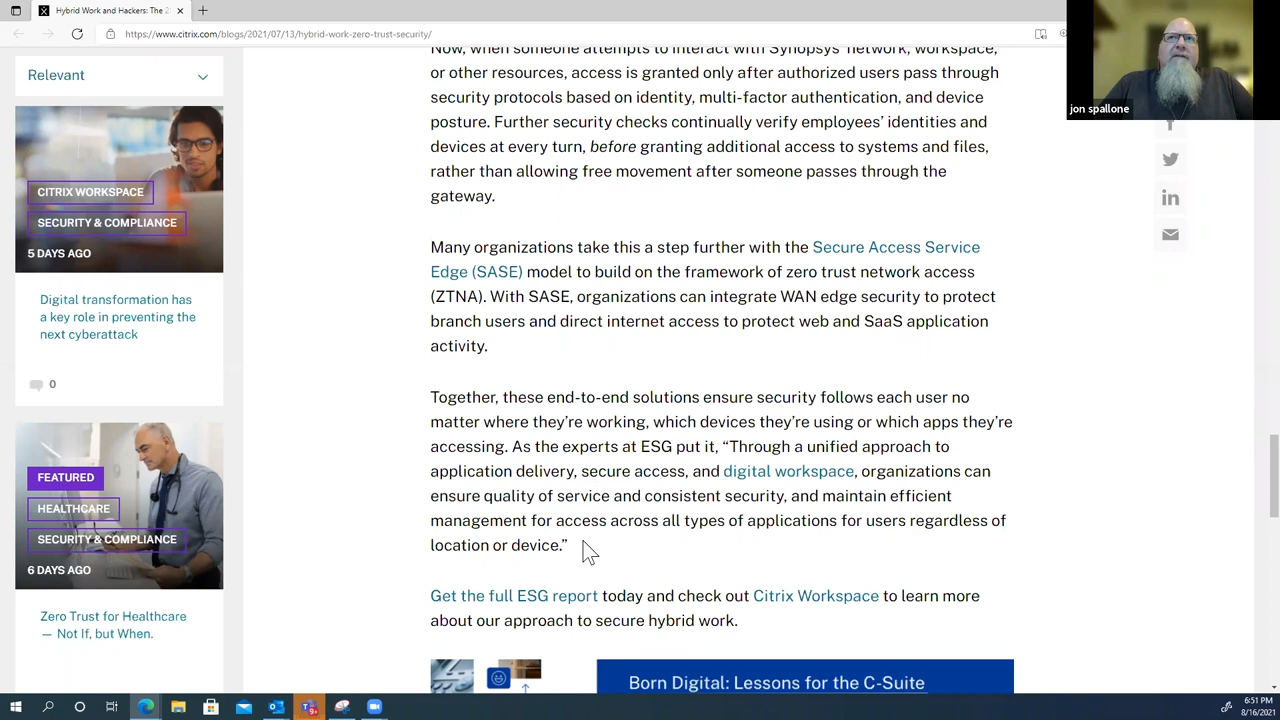 Hybrid Work and Hackers: The 2
https://www.citrix.com/blogs/2021/07/13/hybrid-work-zero-trust-security/
jon spallone
Relevant
CITRIX WORKSPACE
SECURITY & COMPLIANCE
5 DAYS AGO
Digital transformation has
a key role in preventing the
next cyberattack
0
FEATURED
HEALTHCARE
SECURITY & COMPLIANCE
6 DAYS AGO
Zero Trust for Healthcare
— Not If, but When.
Now, when someone attempts to interact with Synopsys' network, workspace,
or other resources, access is granted only after authorized users pass through
security protocols based on identity, multi-factor authentication, and device
posture. Further security checks continually verify employees’ identities and
devices at every turn, before granting additional access to systems and files,
rather than allowing free movement after someone passes through the
gateway.
Many organizations take this a step further with the Secure Access Service
Edge (SASE) model to build on the framework of zero trust network access
(ZTNA). With SASE, organizations can integrate WAN edge security to protect
branch users and direct internet access to protect web and SaaS application
activity.
Together, these end-to-end solutions ensure security follows each user no
matter where they’re working, which devices they’re using or which apps they’re
accessing. As the experts at ESG put it, “Through a unified approach to
application delivery, secure access, and digital workspace, organizations can
ensure quality of service and consistent security, and maintain efficient
management for access across all types of applications for users regardless of
location or device.”
Get the full ESG report today and check out Citrix Workspace to learn more
about our approach to secure hybrid work.
Born Digital: Lessons for the C-Suite
9+
6:51 PM
8/16/2021